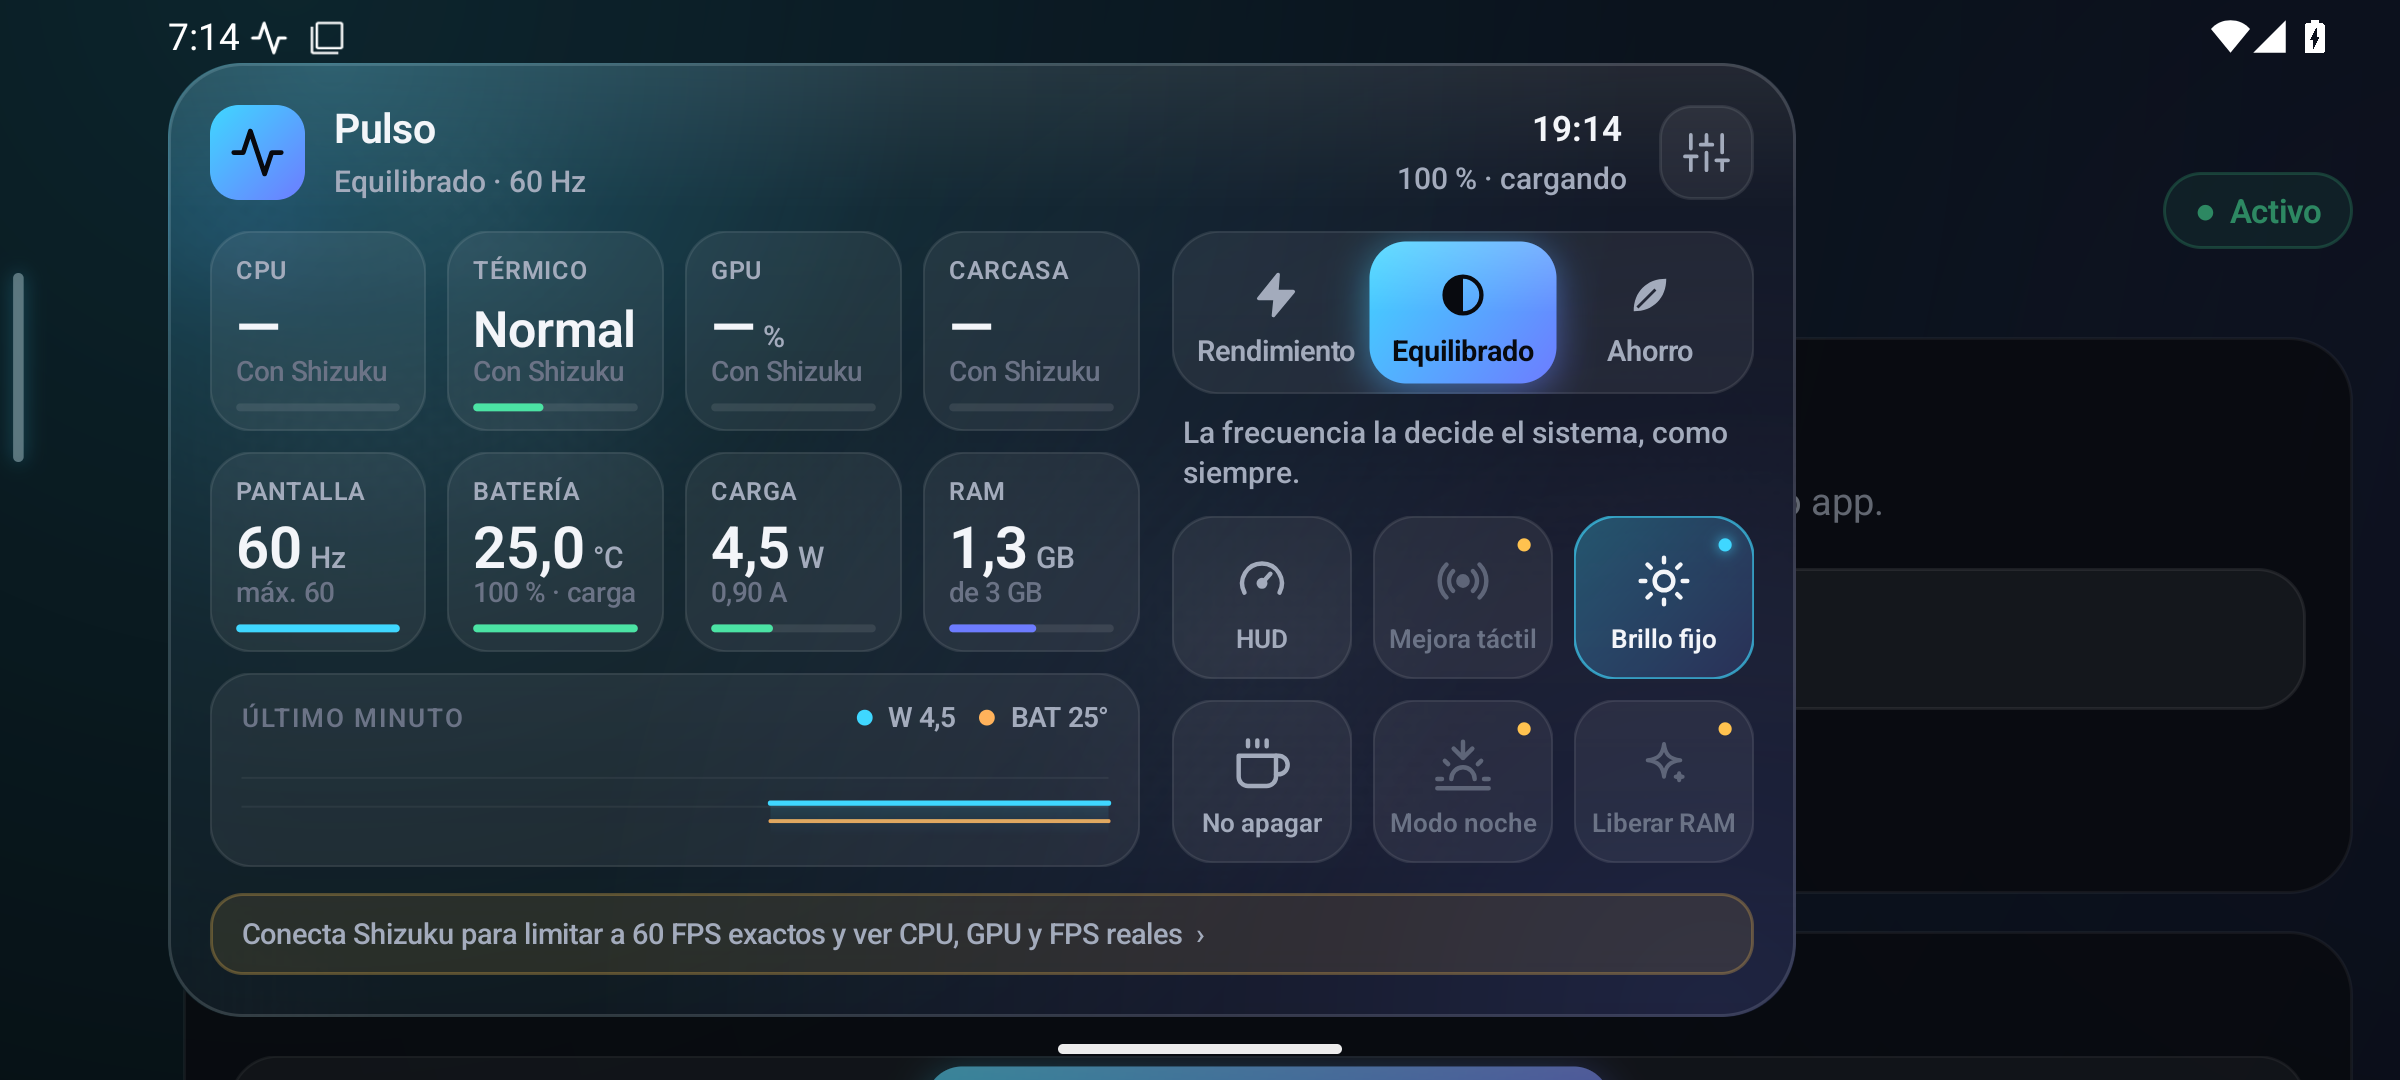 7:14
Pulso
Equilibrado · 60 Hz
19:14
100 % · cargando
Activo
CPU
—
Con Shizuku
TÉRMICO
Normal
Con Shizuku
GPU
— %
Con Shizuku
CARCASA
—
Con Shizuku
Rendimiento
Equilibrado
Ahorro
La frecuencia la decide el sistema, como
siempre.
PANTALLA
60 Hz
máx. 60
BATERÍA
25,0 °C
100 % · carga
CARGA
4,5 W
0,90 A
RAM
1,3 GB
de 3 GB
HUD
Mejora táctil
Brillo fijo
app.
ÚLTIMO MINUTO
W 4,5
BAT 25°
No apagar
Modo noche
Liberar RAM
Conecta Shizuku para limitar a 60 FPS exactos y ver CPU, GPU y FPS reales ›